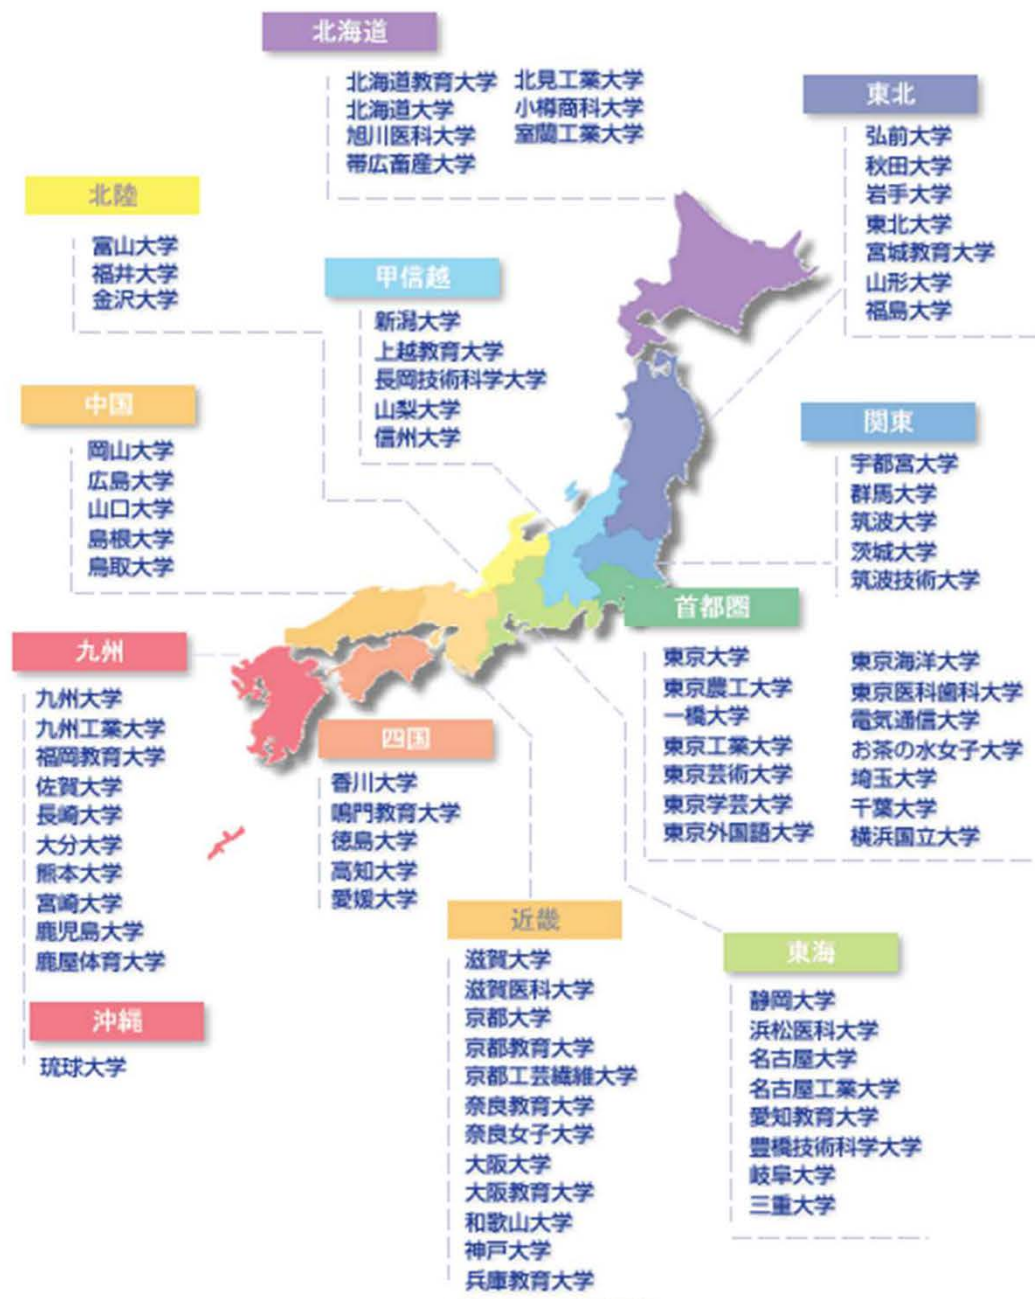 北海道
北海道教育大学
北海道大学
旭川医科大学
帯広畜産大学
北見工業大学
小樽商科大学
室蘭工業大学
東北
弘前大学
秋田大学
岩手大学
東北大学
宮城教育大学
山形大学
福島大学
北陸
富山大学
福井大学
金沢大学
甲信越
新潟大学
上越教育大学
長岡技術科学大学
山梨大学
信州大学
中国
岡山大学
広島大学
山口大学
島根大学
鳥取大学
関東
宇都宮大学
群馬大学
筑波大学
茨城大学
筑波技術大学
首都圏
東京大学
東京農工大学
一橋大学
東京工業大学
東京芸術大学
東京学芸大学
東京外国語大学
東京海洋大学
東京医科歯科大学
電気通信大学
お茶の水女子大学
埼玉大学
千葉大学
横浜国立大学
九州
九州大学
九州工業大学
福岡教育大学
佐賀大学
長崎大学
大分大学
熊本大学
宮崎大学
鹿児島大学
鹿屋体育大学
四国
香川大学
鳴門教育大学
徳島大学
高知大学
愛媛大学
沖縄
琉球大学
近畿
滋賀大学
滋賀医科大学
京都大学
京都教育大学
京都工芸繊維大学
奈良教育大学
奈良女子大学
大阪大学
大阪教育大学
和歌山大学
神戸大学
兵庫教育大学
東海
静岡大学
浜松医科大学
名古屋大学
名古屋工業大学
愛知教育大学
豊橋技術科学大学
岐阜大学
三重大学